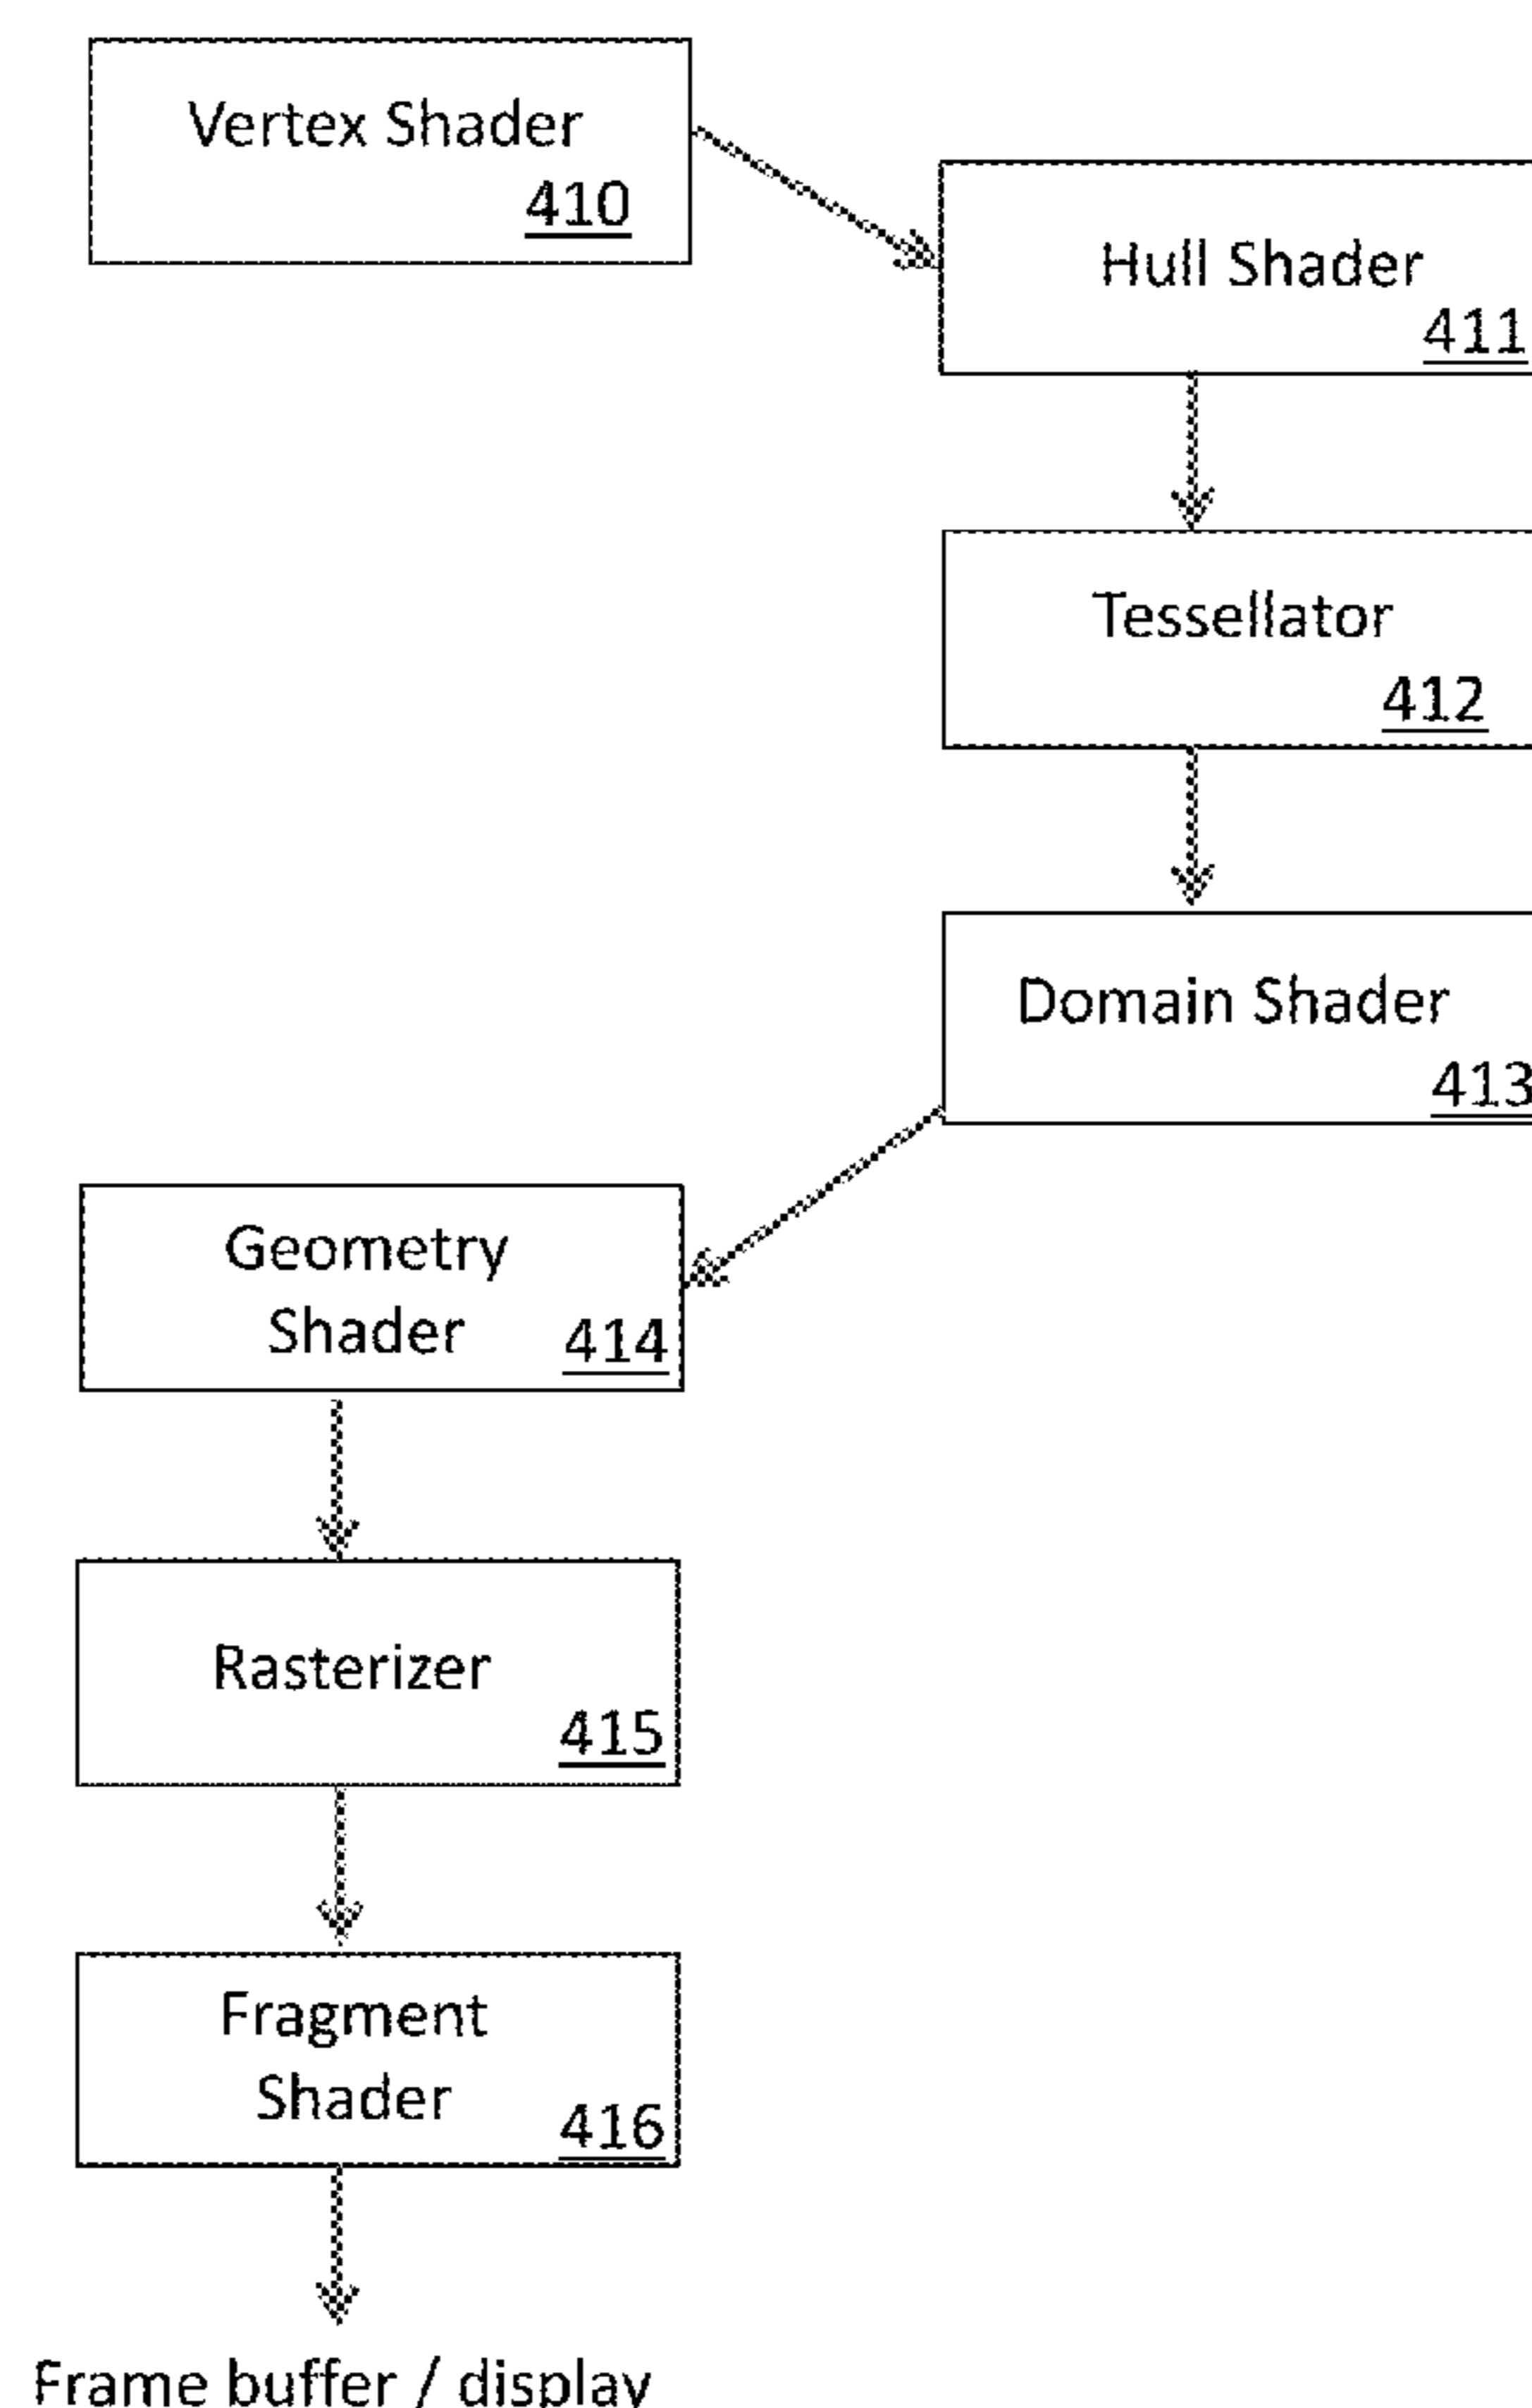 Vertex Shader
410
Hull Shader
411
Tessellator
412
Domain Shader
413
Geometry
Shader
414
Rasterizer
415
Fragment
Shader
416
Frame buffer / display